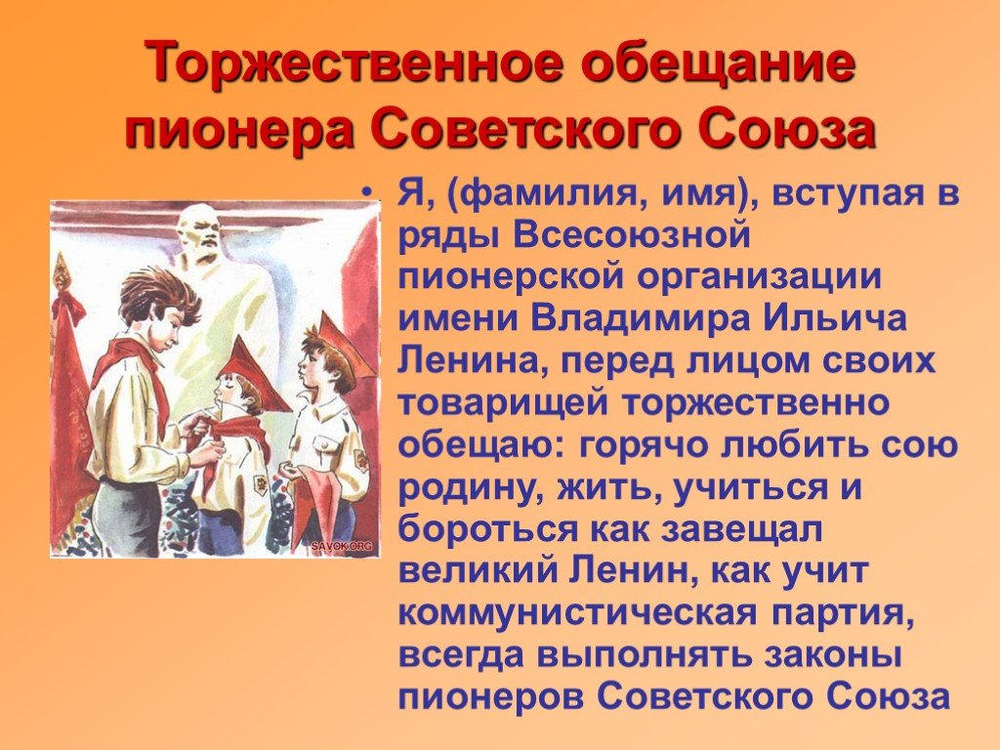 Торжественное обещание
пионера Советского Союза
• Я, (фамилия, имя), вступая в
ряды Всесоюзной
пионерской организации
имени Владимира Ильича
Ленина, перед лицом своих
товарищей торжественно
обещаю: горячо любить сою
родину, жить, учиться и
бороться как завещал
великий Ленин, как учит
коммунистическая партия,
всегда выполнять законы
пионеров Советского Союза
SAVOK.ORG